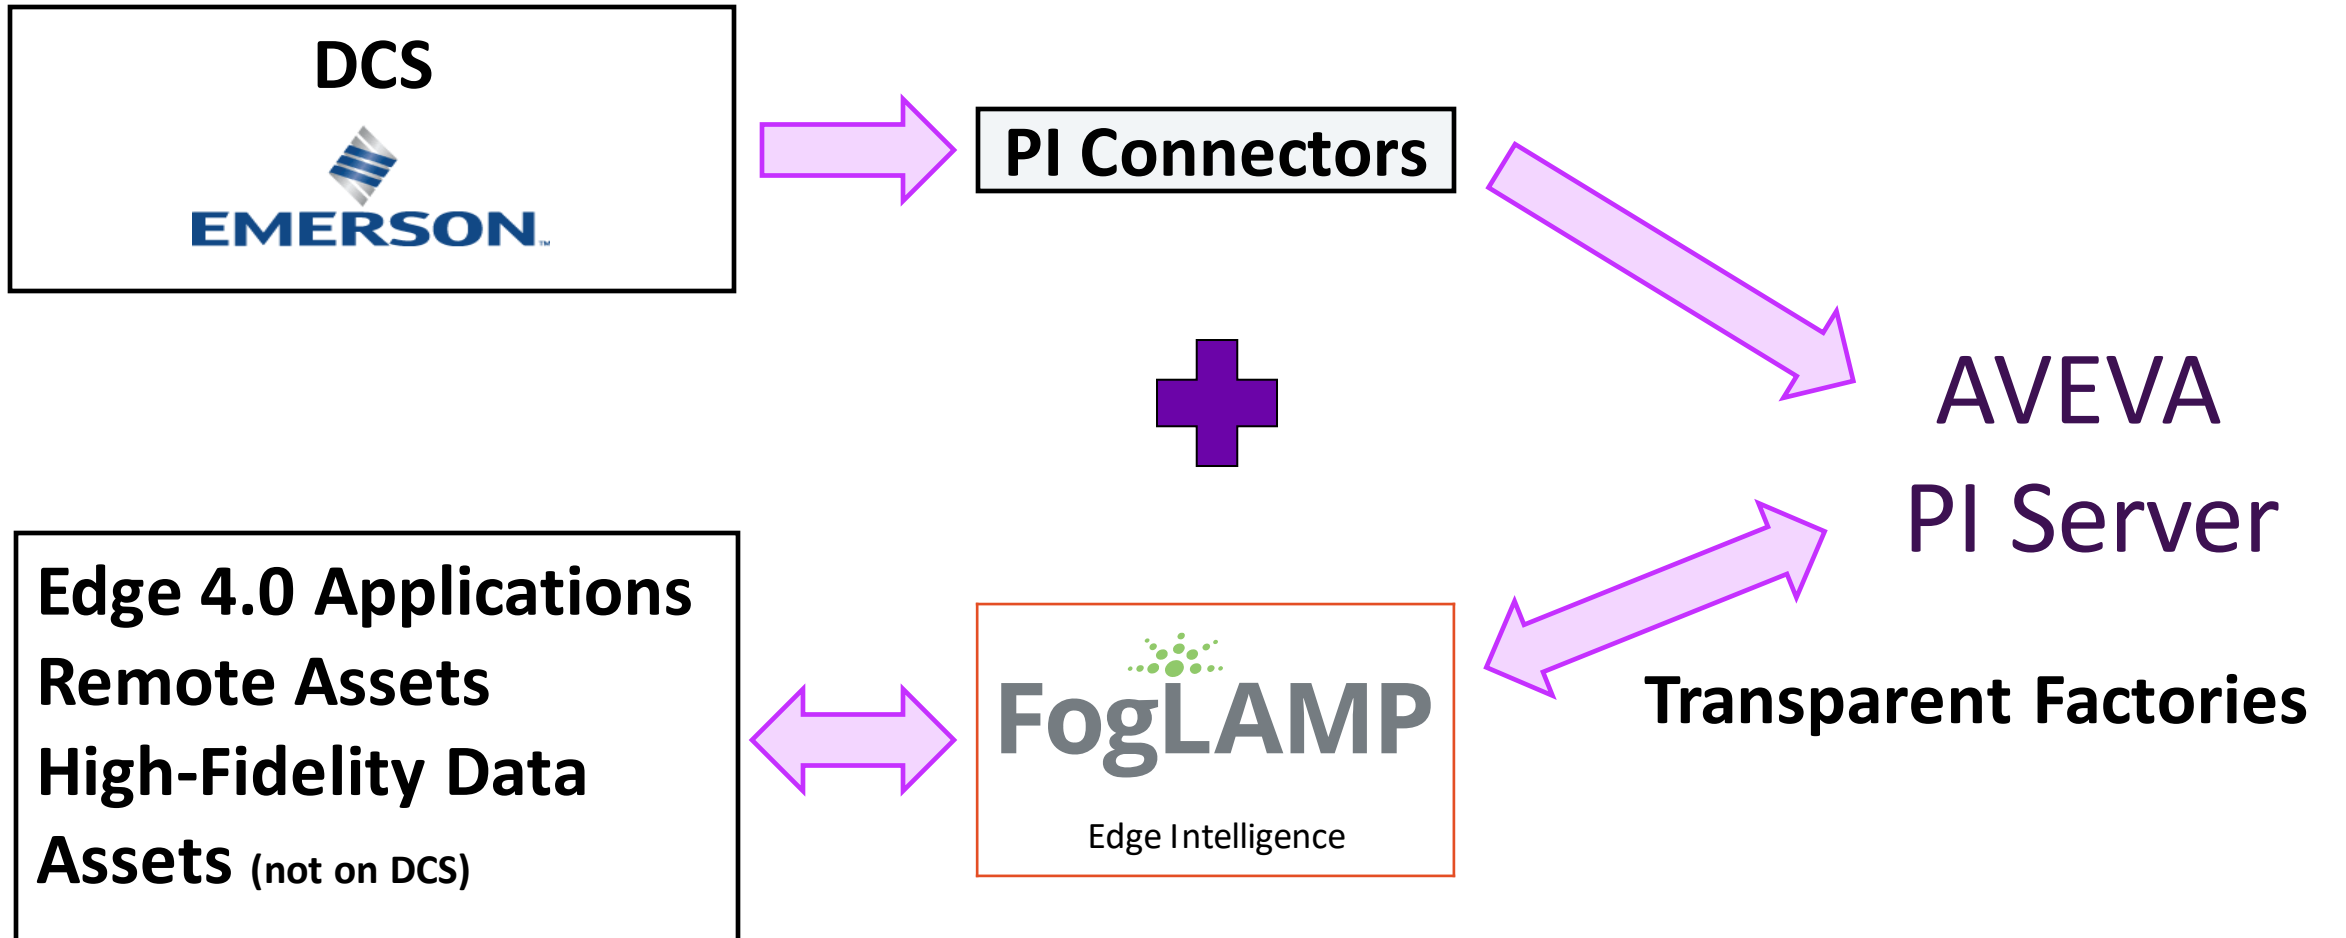 DCS
EMERSON™
PI Connectors
AVEVA
PI Server
Edge 4.0 Applications
Remote Assets
High-Fidelity Data
Assets (not on DCS)
FogLAMP
Edge Intelligence
Transparent Factories